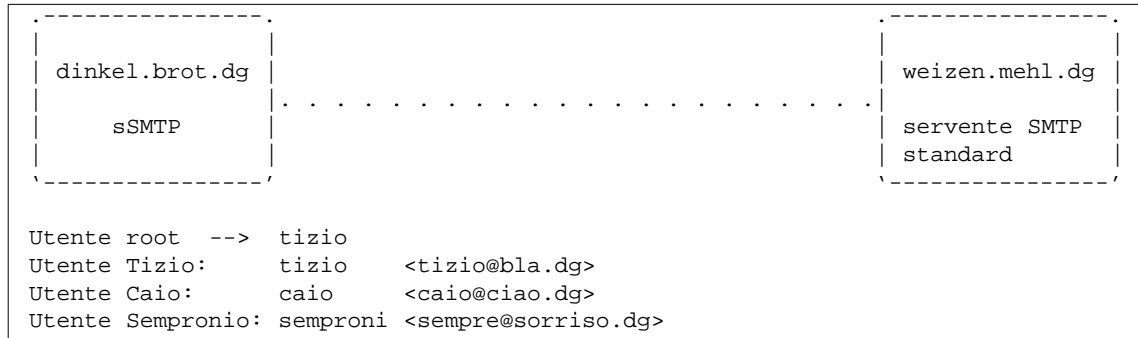 dinkel.brot.dg weizen.mehl.dg
sSMTP servente SMTP
standard
Utente root --> tizio
Utente Tizio: tizio <tizio@bla.dg>
Utente Caio: caio <caio@ciao.dg>
Utente Sempronio: semproni <sempre@sorriso.dg>